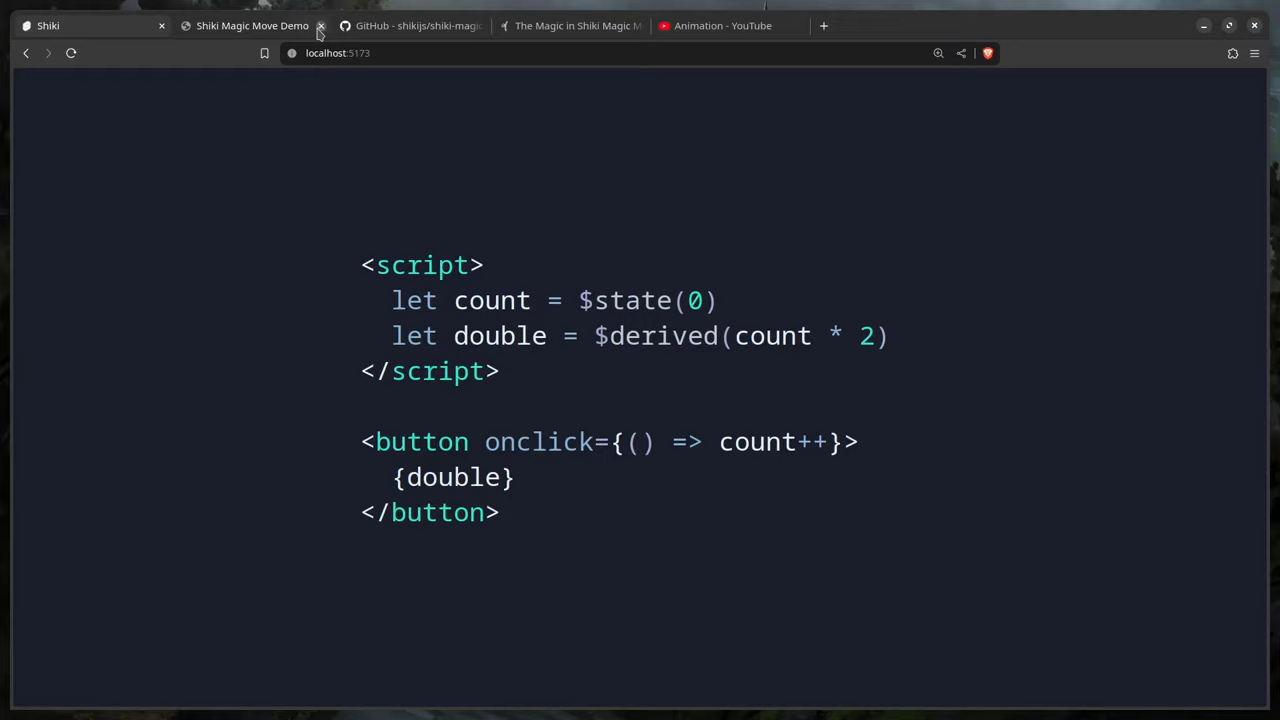 Shiki
Shiki Magic Move Demo
GitHub - shikijs/shiki-magic
The Magic in Shiki Magic M
Animation - YouTube
localhost:5173
<script>
  let count = $state(0)
  let double = $derived(count * 2)
</script>
<button onclick={() => count++}>
  {double}
</button>